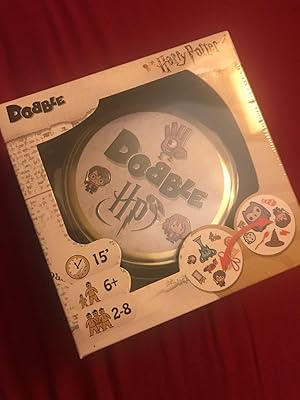 DOBBLE
Harry Potter
DOBBLE
HP
15'
6+
2-8